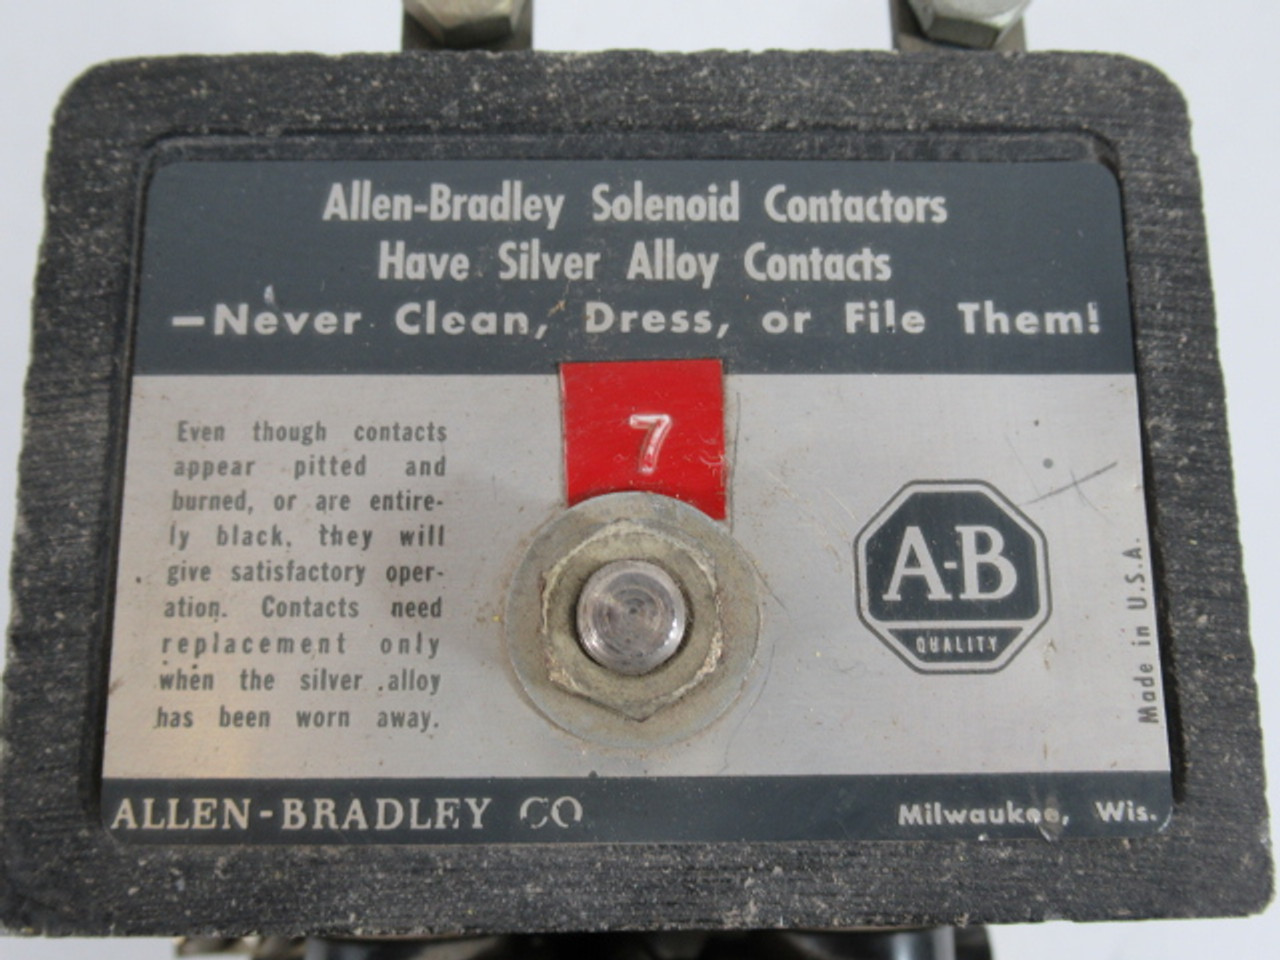 Allen-Bradley Solenoid Contactors
Have Silver Alloy Contacts
—Never Clean, Dress, or File Them!
7
Even though contacts
appear pitted and
burned, or are entire-
ly black, they will
give satisfactory oper-
ation. Contacts need
replacement only
when the silver alloy
has been worn away.
A-B
QUALITY
Made in U.S.A.
ALLEN-BRADLEY CO
Milwaukee, Wis.